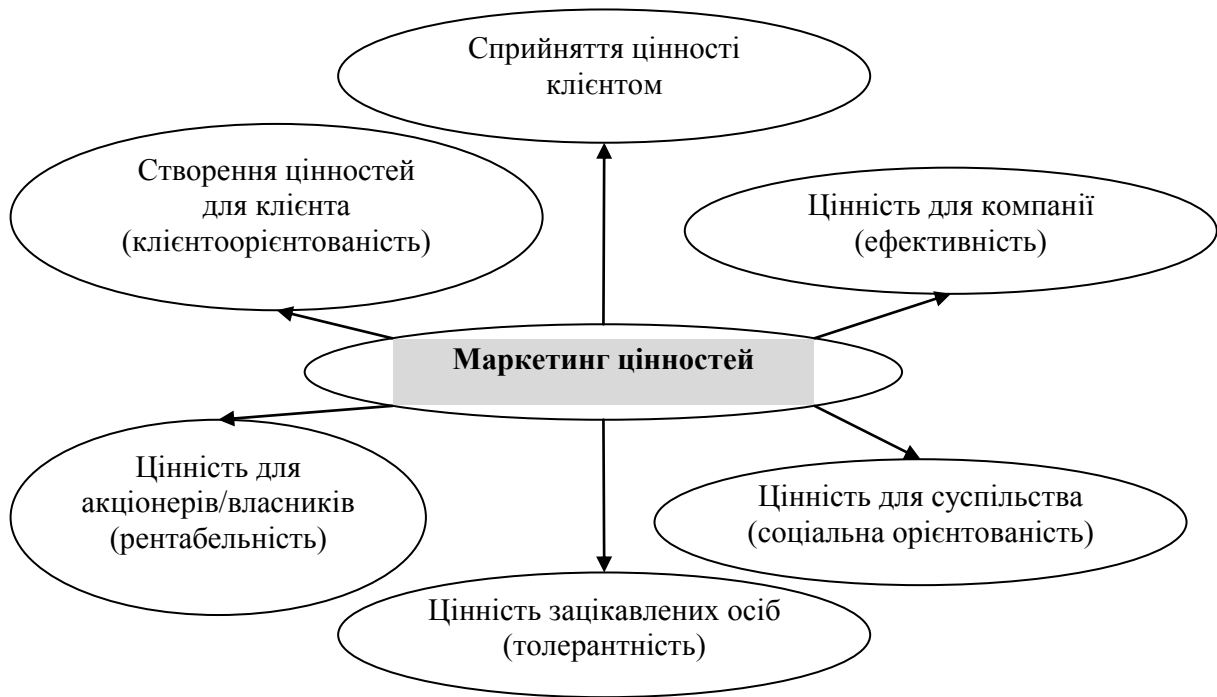 Сприйняття цінності
клієнтом
Створення цінностей
для клієнта
(клієнтоорієнтованість)
Цінність для компанії
(ефективність)
Маркетинг цінностей
Цінність для
акціонерів/власників
(рентабельність)
Цінність для суспільства
(соціальна орієнтованість)
Цінність зацікавлених осіб
(толерантність)